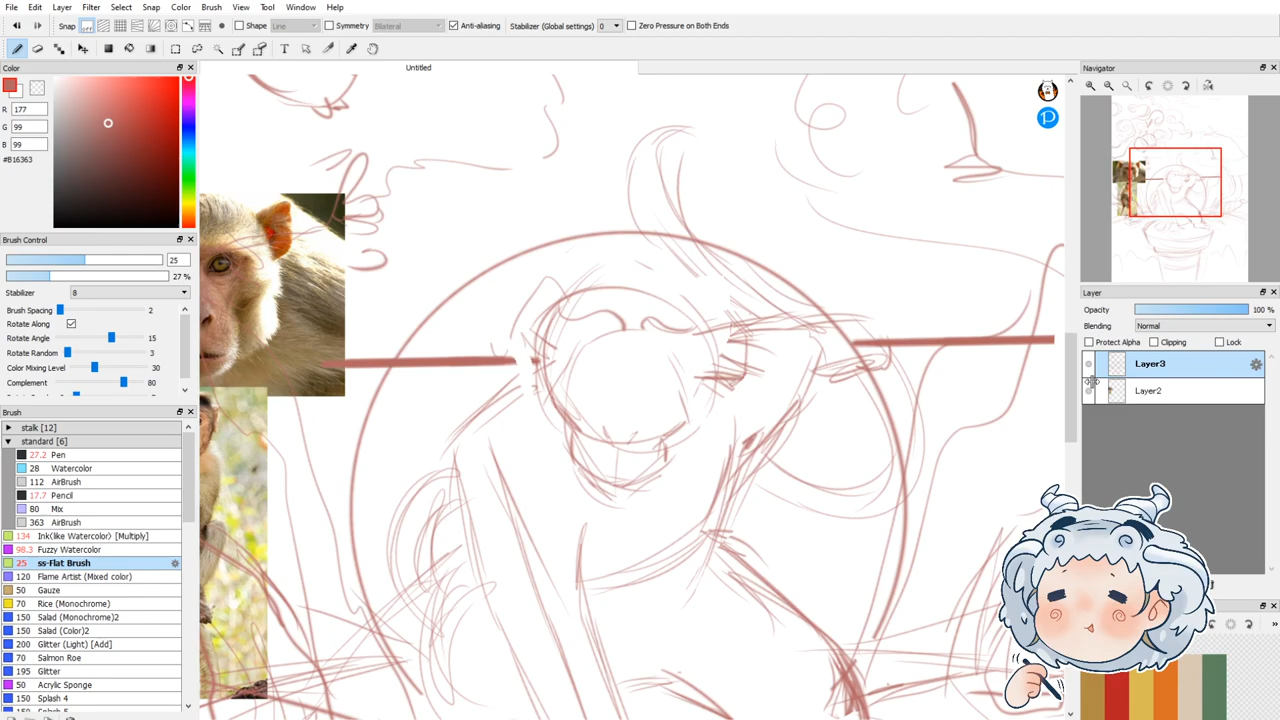 File Edit Layer Filter Select Snap Color Brush View Tool Window Help
Snap OFF Shape Line Symmetry Bilateral Anti-aliasing Stabilizer (Global settings) 0 Zero Pressure on Both Ends
Color
Untitled
Navigator
R 177
G 99
B 99
#B16363
Brush Control
25
27 %
Stabilizer 8
Brush Spacing 2
Rotate Along
Rotate Angle 15
Rotate Random 3
Color Mixing Level 30
Complement 80
Brush
stalk [12]
standard [6]
27.2 Pen
28 Watercolor
112 AirBrush
17.7 Pencil
80 Mix
363 AirBrush
134 Ink(like Watercolor) [Multiply]
98.3 Fuzzy Watercolor
25 ss-Flat Brush
120 Flame Artist (Mixed color)
50 Gauze
70 Rice (Monochrome)
150 Salad (Monochrome)2
150 Salad (Color)2
200 Glitter (Light) [Add]
70 Salmon Roe
195 Glitter
50 Acrylic Sponge
150 Splash 4
Layer
Opacity 100 %
Blending Normal
Protect Alpha Clipping Lock
Layer3
Layer2